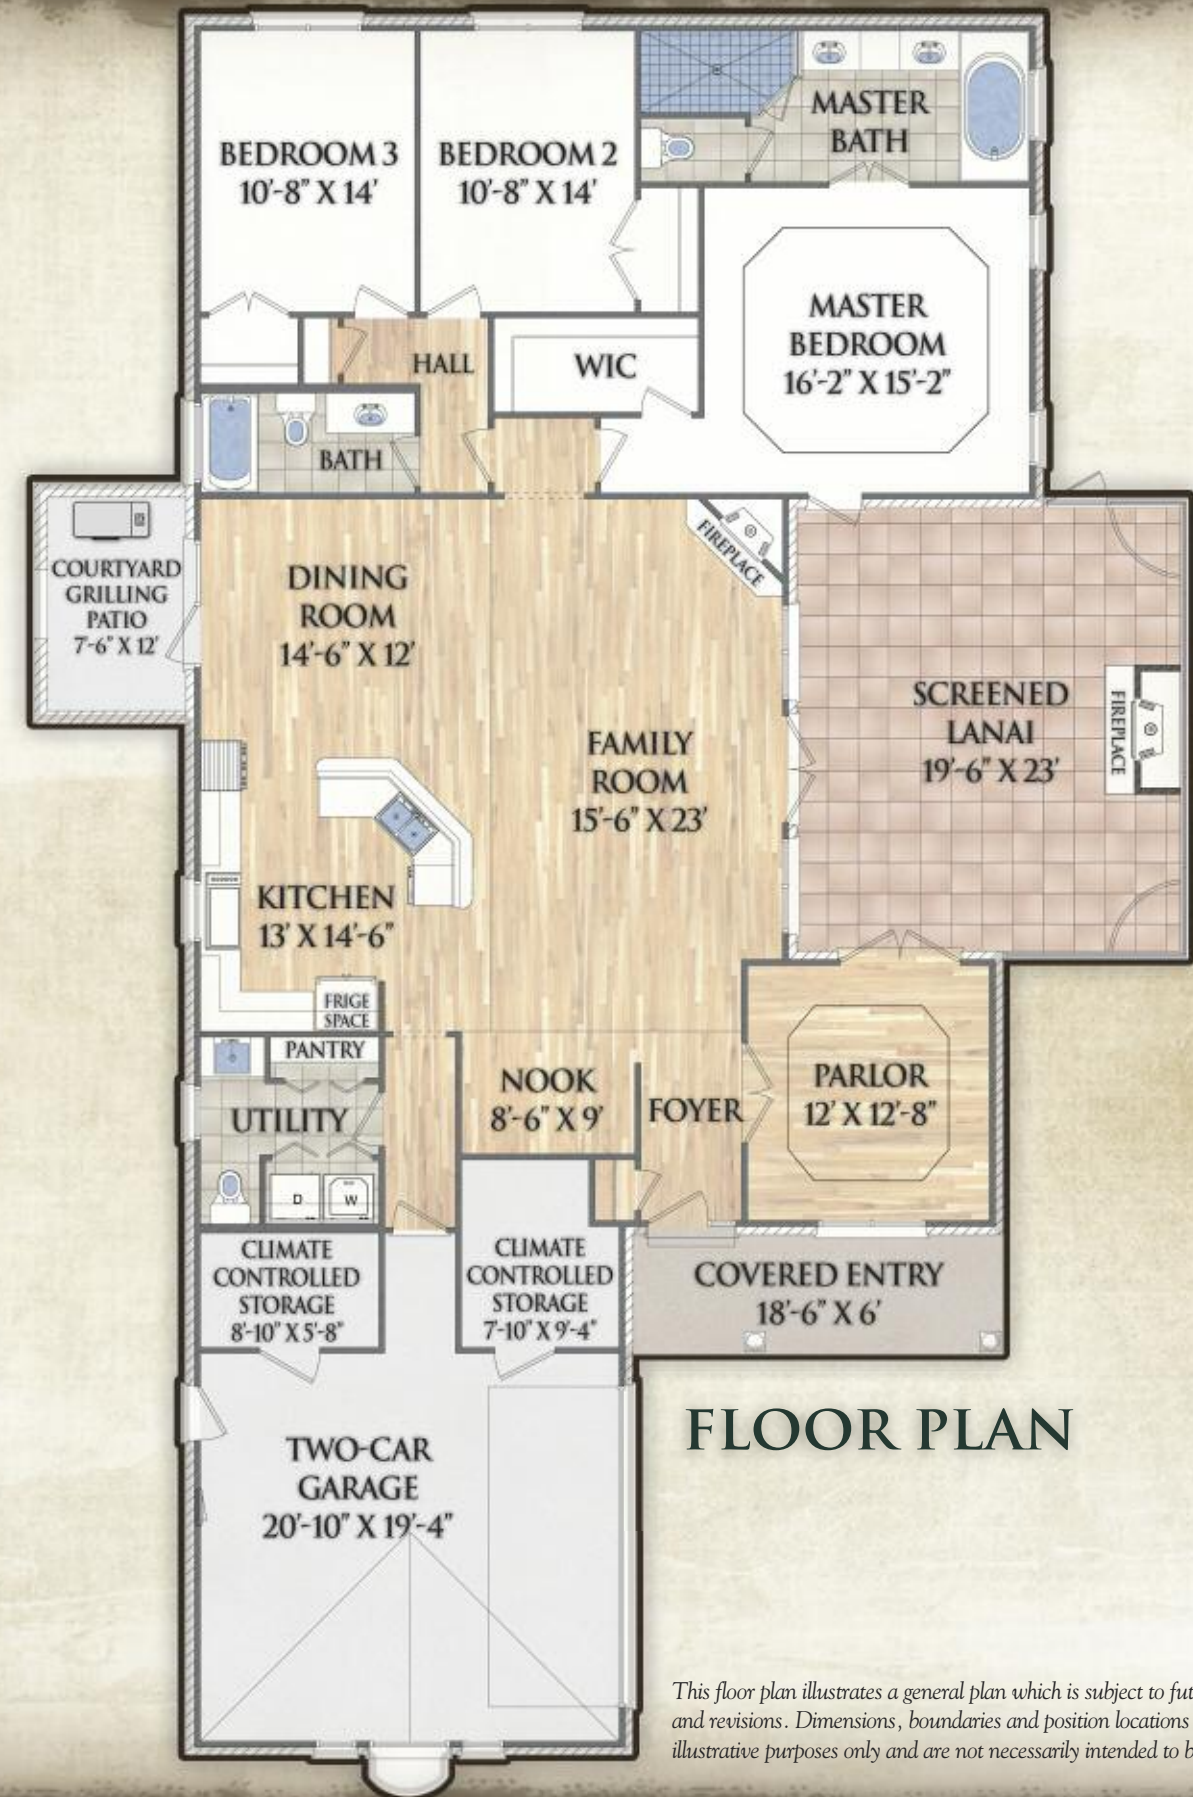 BEDROOM 3
10'-8" X 14'
BEDROOM 2
10'-8" X 14'
MASTER
BATH
MASTER
BEDROOM
16'-2" X 15'-2"
HALL
WIC
BATH
COURTYARD
GRILLING
PATIO
7'-6" X 12'
DINING
ROOM
14'-6" X 12'
FIREPLACE
FAMILY
ROOM
15'-6" X 23'
SCREENED
LANAI
19'-6" X 23'
FIREPLACE
KITCHEN
13' X 14'-6"
FRIGE
SPACE
PANTRY
UTILITY
D
W
NOOK
8'-6" X 9'
FOYER
PARLOR
12' X 12'-8"
CLIMATE
CONTROLLED
STORAGE
8'-10" X 5'-8"
CLIMATE
CONTROLLED
STORAGE
7'-10" X 9'-4"
COVERED ENTRY
18'-6" X 6'
TWO-CAR
GARAGE
20'-10" X 19'-4"
FLOOR PLAN
This floor plan illustrates a general plan which is subject to fut
and revisions. Dimensions, boundaries and position locations
illustrative purposes only and are not necessarily intended to b